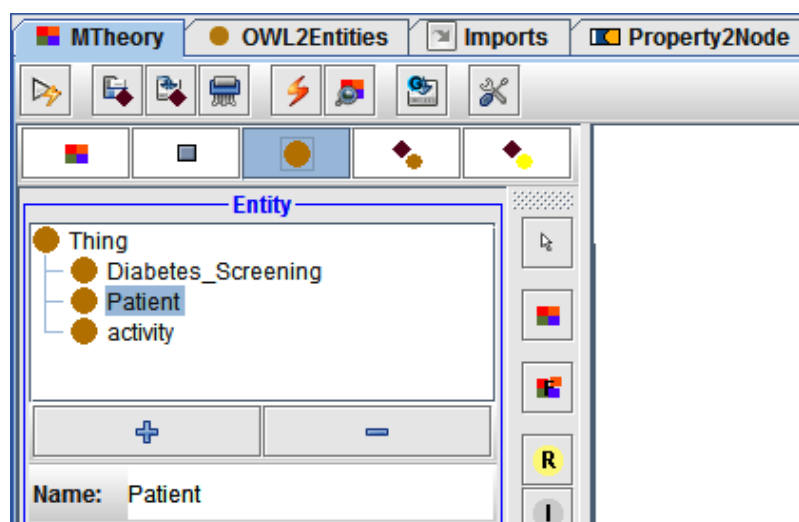 MTheory OWL2Entities Imports Property2Node
Entity
Thing
Diabetes_Screening
Patient
activity
F
R
Name: Patient
I